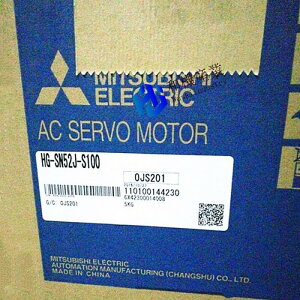 MITSUBISHI
ELECTRIC
AC SERVO MOTOR
HG-SN52J-S100
0JS201
110100144230
5KG
0JS201
MITSUBISHI ELECTRIC
AUTOMATION MANUFACTURING (CHANGSHU) CO., LTD.
MADE IN